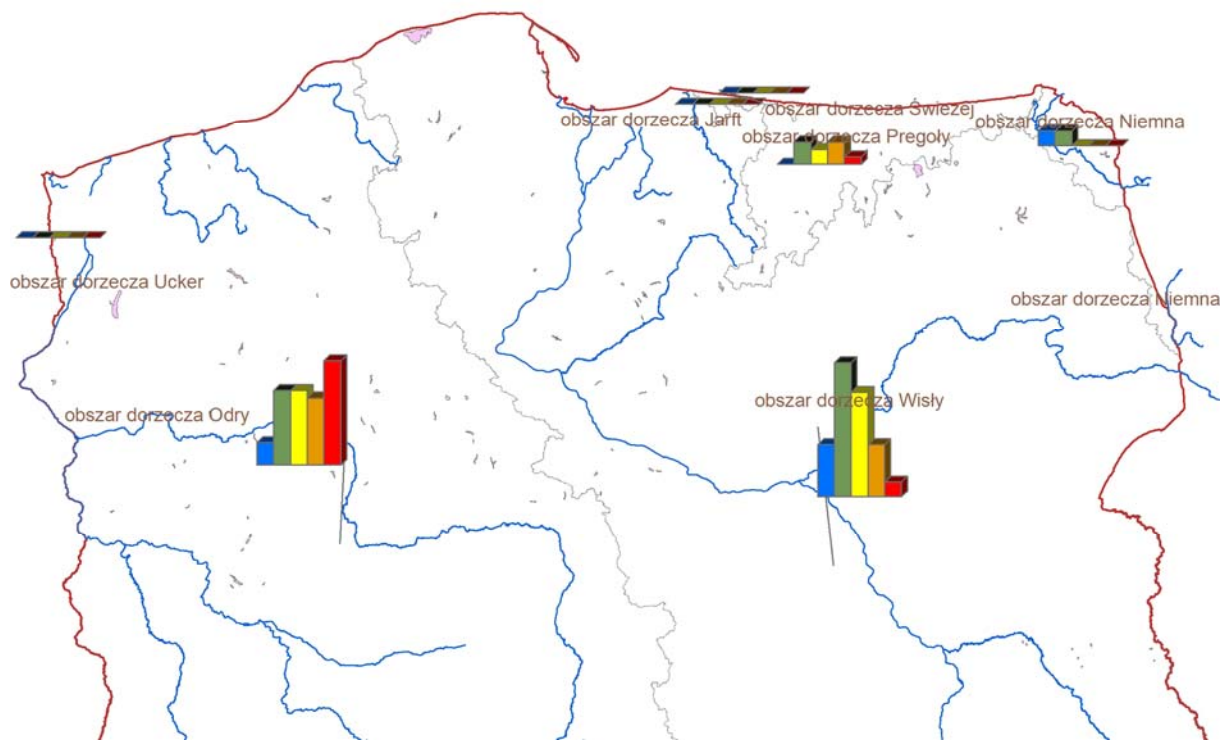 obszar dorzecza Świeżej
obszar dorzecza Jarft
obszar dorzecza Niemna
obszar dorzecza Pregoły
obszar dorzecza Ucker
obszar dorzecza Niemna
obszar dorzecza Wisły
obszar dorzecza Odry